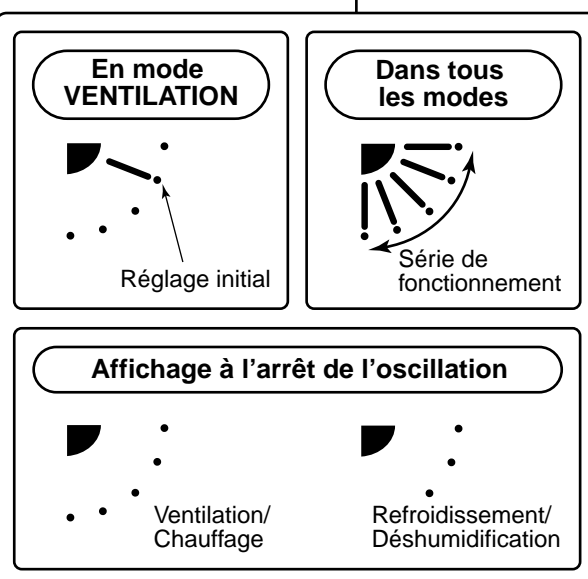 En mode
VENTILATION
Réglage initial
Dans tous
les modes
Série de
fonctionnement
Affichage à l’arrêt de l’oscillation
Ventilation/
Chauffage
Refroidissement/
Déshumidification